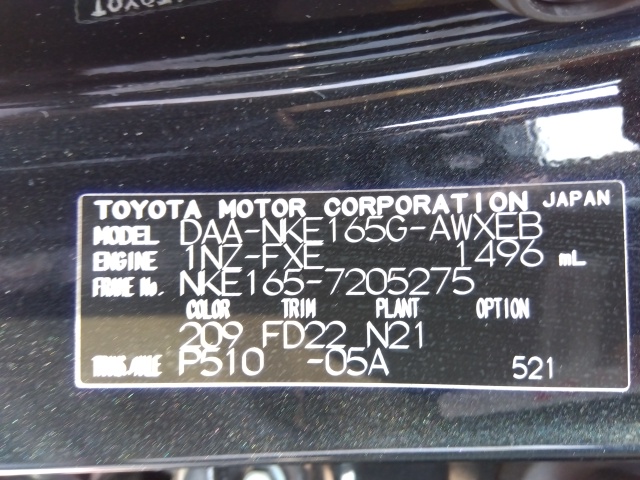 TOYOTA MOTOR CORPORATION JAPAN
MODEL DAA-NKE165G-AWXEB
ENGINE 1NZ-FXE 1496 mL
FRAME No. NKE165-7205275
COLOR TRIM PLANT OPTION
209 FD22 N21
TRANS/AXLE P510 -05A 521